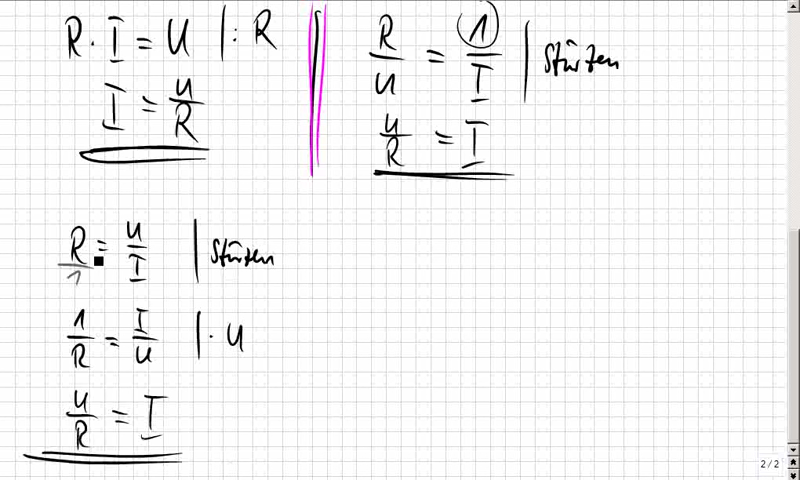 R · I = U | : R
I = U/R
R/U = 1/I | Stürzen
U/R = I
R/1 = U/I | Stürzen
1/R = I/U | · U
U/R = I
2/2